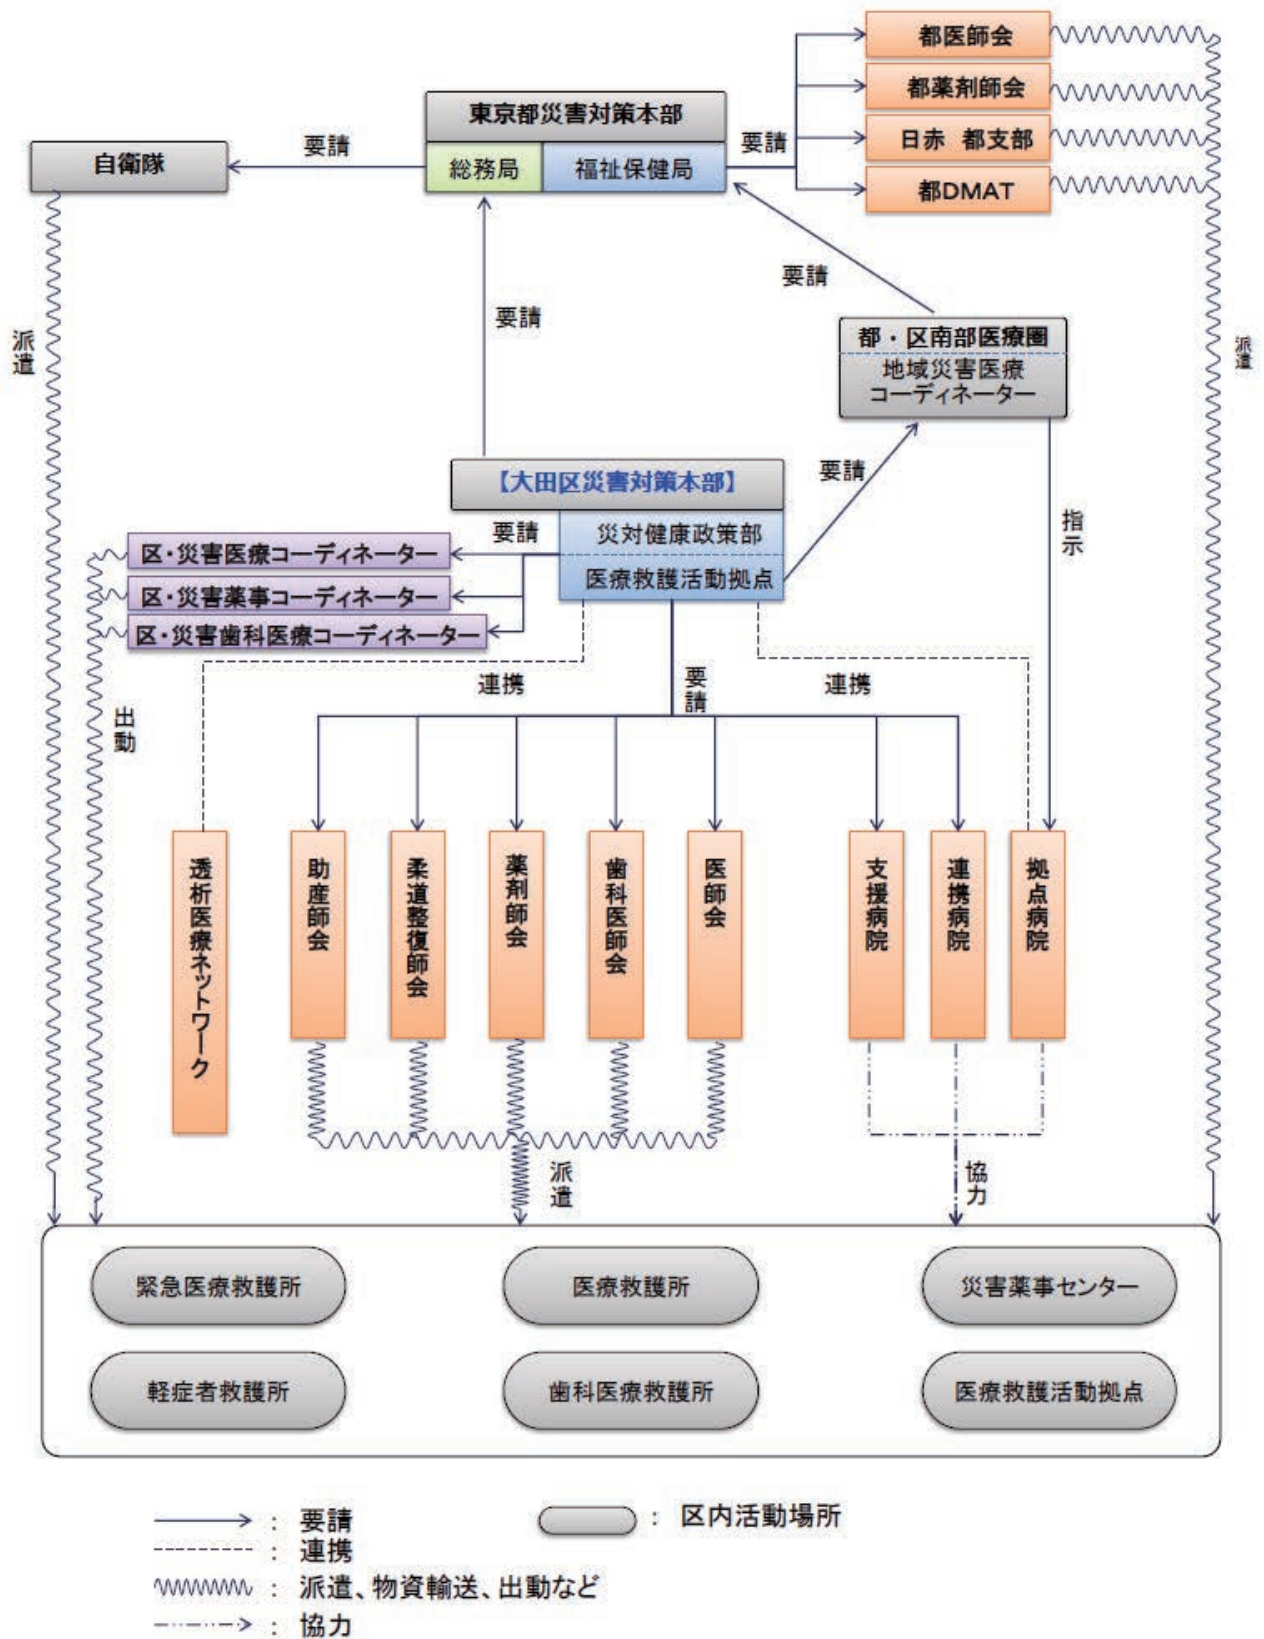 都医師会
都薬剤師会
日赤 都支部
都DMAT
東京都災害対策本部
総務局
福祉保健局
要請
要請
自衛隊
要請
要請
都・区南部医療圏
地域災害医療
コーディネーター
派遣
派遣
要請
指示
【大田区災害対策本部】
災対健康政策部
医療救護活動拠点
要請
区・災害医療コーディネーター
区・災害薬事コーディネーター
区・災害歯科医療コーディネーター
連携
要請
連携
出動
透析医療ネットワーク
助産師会
柔道整復師会
薬剤師会
歯科医師会
医師会
支援病院
連携病院
拠点病院
派遣
協力
緊急医療救護所
医療救護所
災害薬事センター
軽症者救護所
歯科医療救護所
医療救護活動拠点
： 要請
： 連携
： 派遣、物資輸送、出動など
： 協力
： 区内活動場所